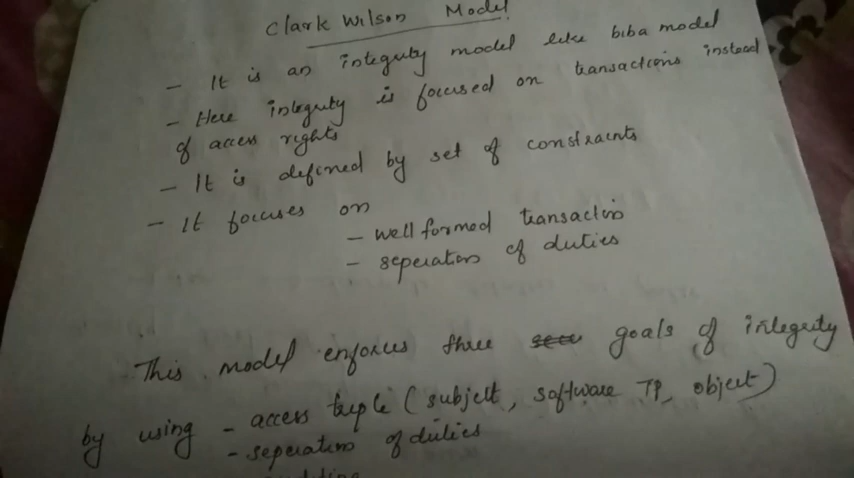 Clark Wilson Model
- It is an integrity model like biba model
- Here integrity is focused on transactions instead
of access rights
- It is defined by set of constraints
- It focuses on
- well formed transactions
- seperation of duties
This model enforces three goals of integrity
by using - access triple (subject, software TP, object)
- seperation of duties